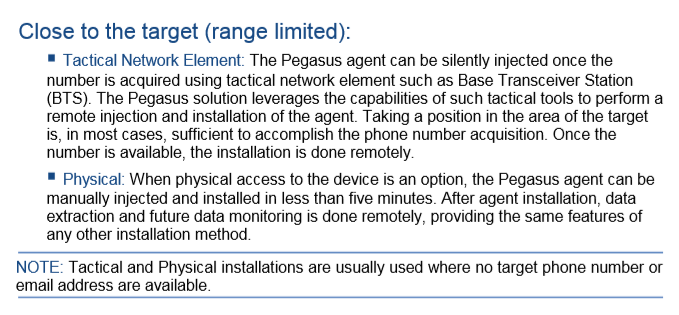 Close to the target (range limited):
▪ Tactical Network Element: The Pegasus agent can be silently injected once the
number is acquired using tactical network element such as Base Transceiver Station
(BTS). The Pegasus solution leverages the capabilities of such tactical tools to perform a
remote injection and installation of the agent. Taking a position in the area of the target
is, in most cases, sufficient to accomplish the phone number acquisition. Once the
number is available, the installation is done remotely.
▪ Physical: When physical access to the device is an option, the Pegasus agent can be
manually injected and installed in less than five minutes. After agent installation, data
extraction and future data monitoring is done remotely, providing the same features of
any other installation method.
NOTE: Tactical and Physical installations are usually used where no target phone number or
email address are available.